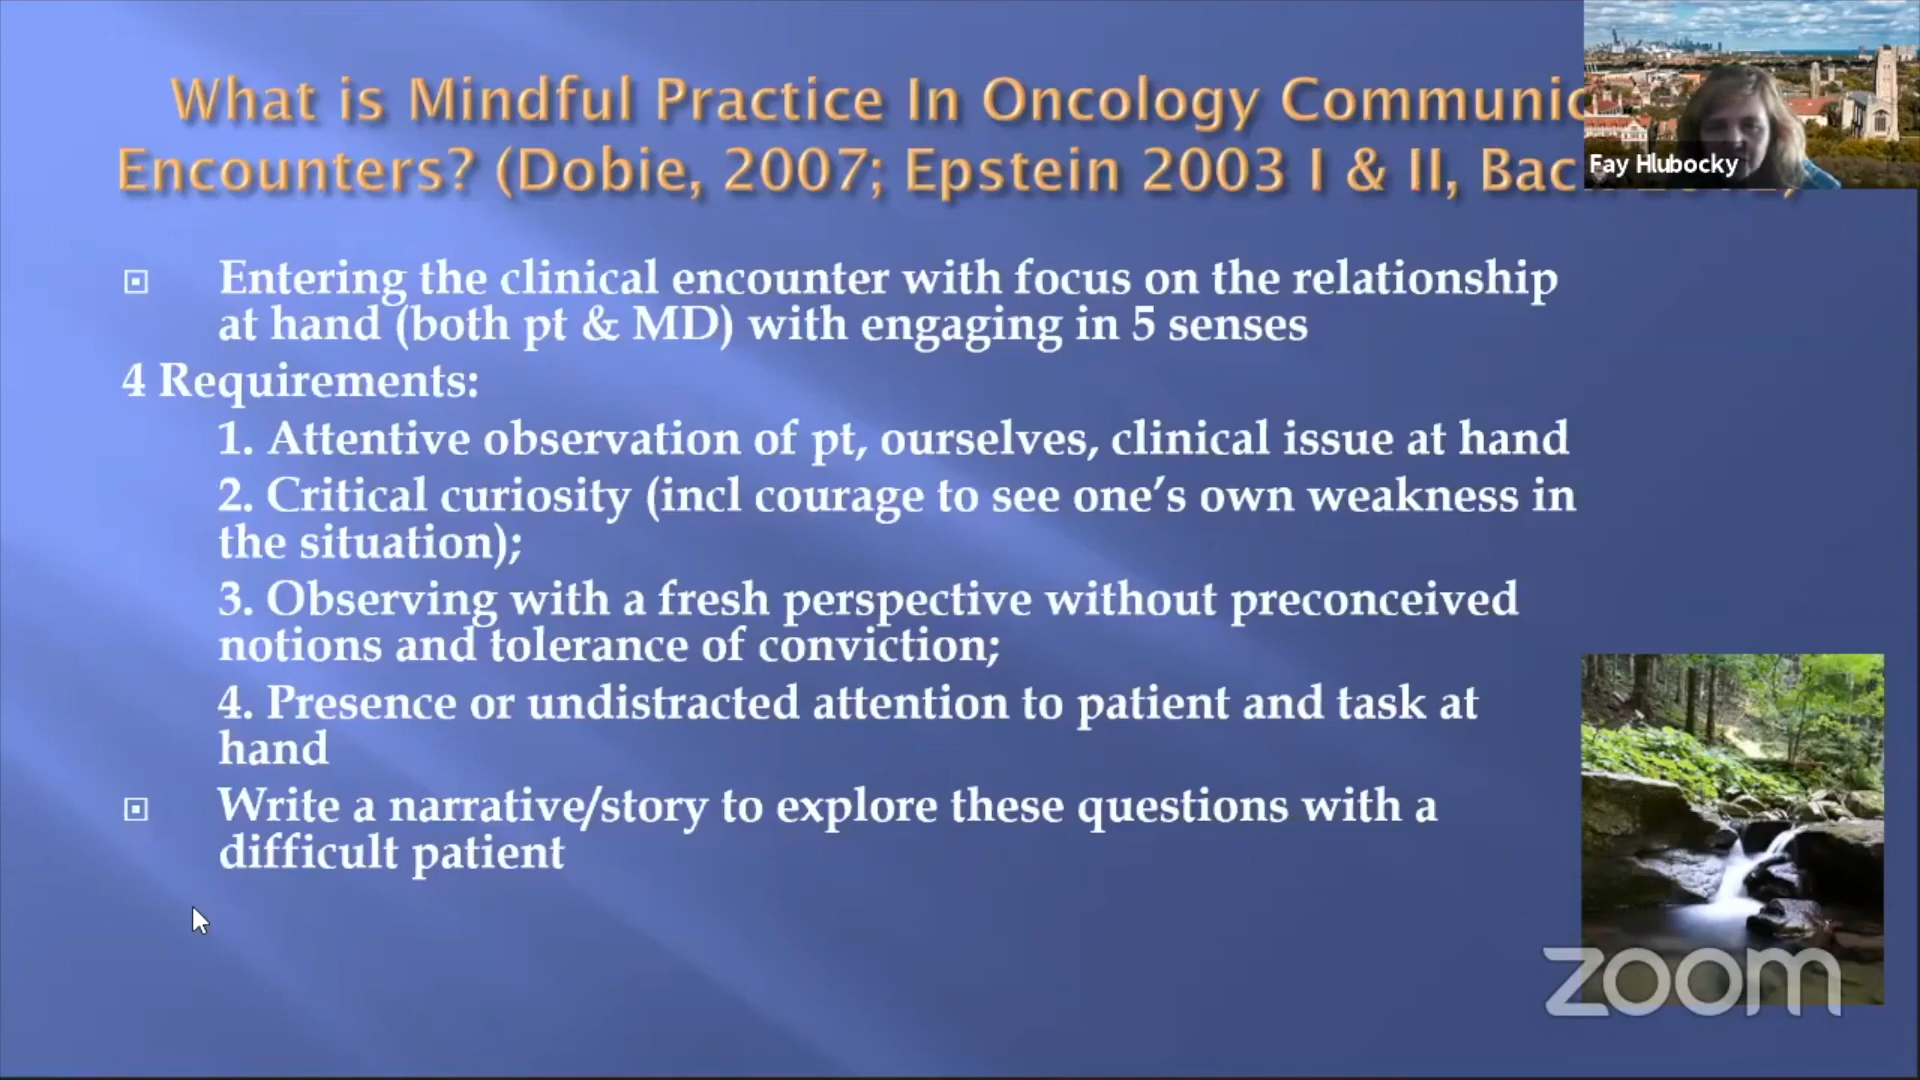 What is Mindful Practice In Oncology
Encounters? (Dobie, 2007; Epstein 2003 I & II,
Fay Hlubocky
Entering the clinical encounter with focus on the relationship
at hand (both pt & MD) with engaging in 5 senses
4 Requirements:
1. Attentive observation of pt, ourselves, clinical issue at hand
2. Critical curiosity (incl courage to see one's own weakness in
the situation);
3. Observing with a fresh perspective without preconceived
notions and tolerance of conviction;
4. Presence or undistracted attention to patient and task at
hand
Write a narrative/story to explore these questions with a
difficult patient
zoom